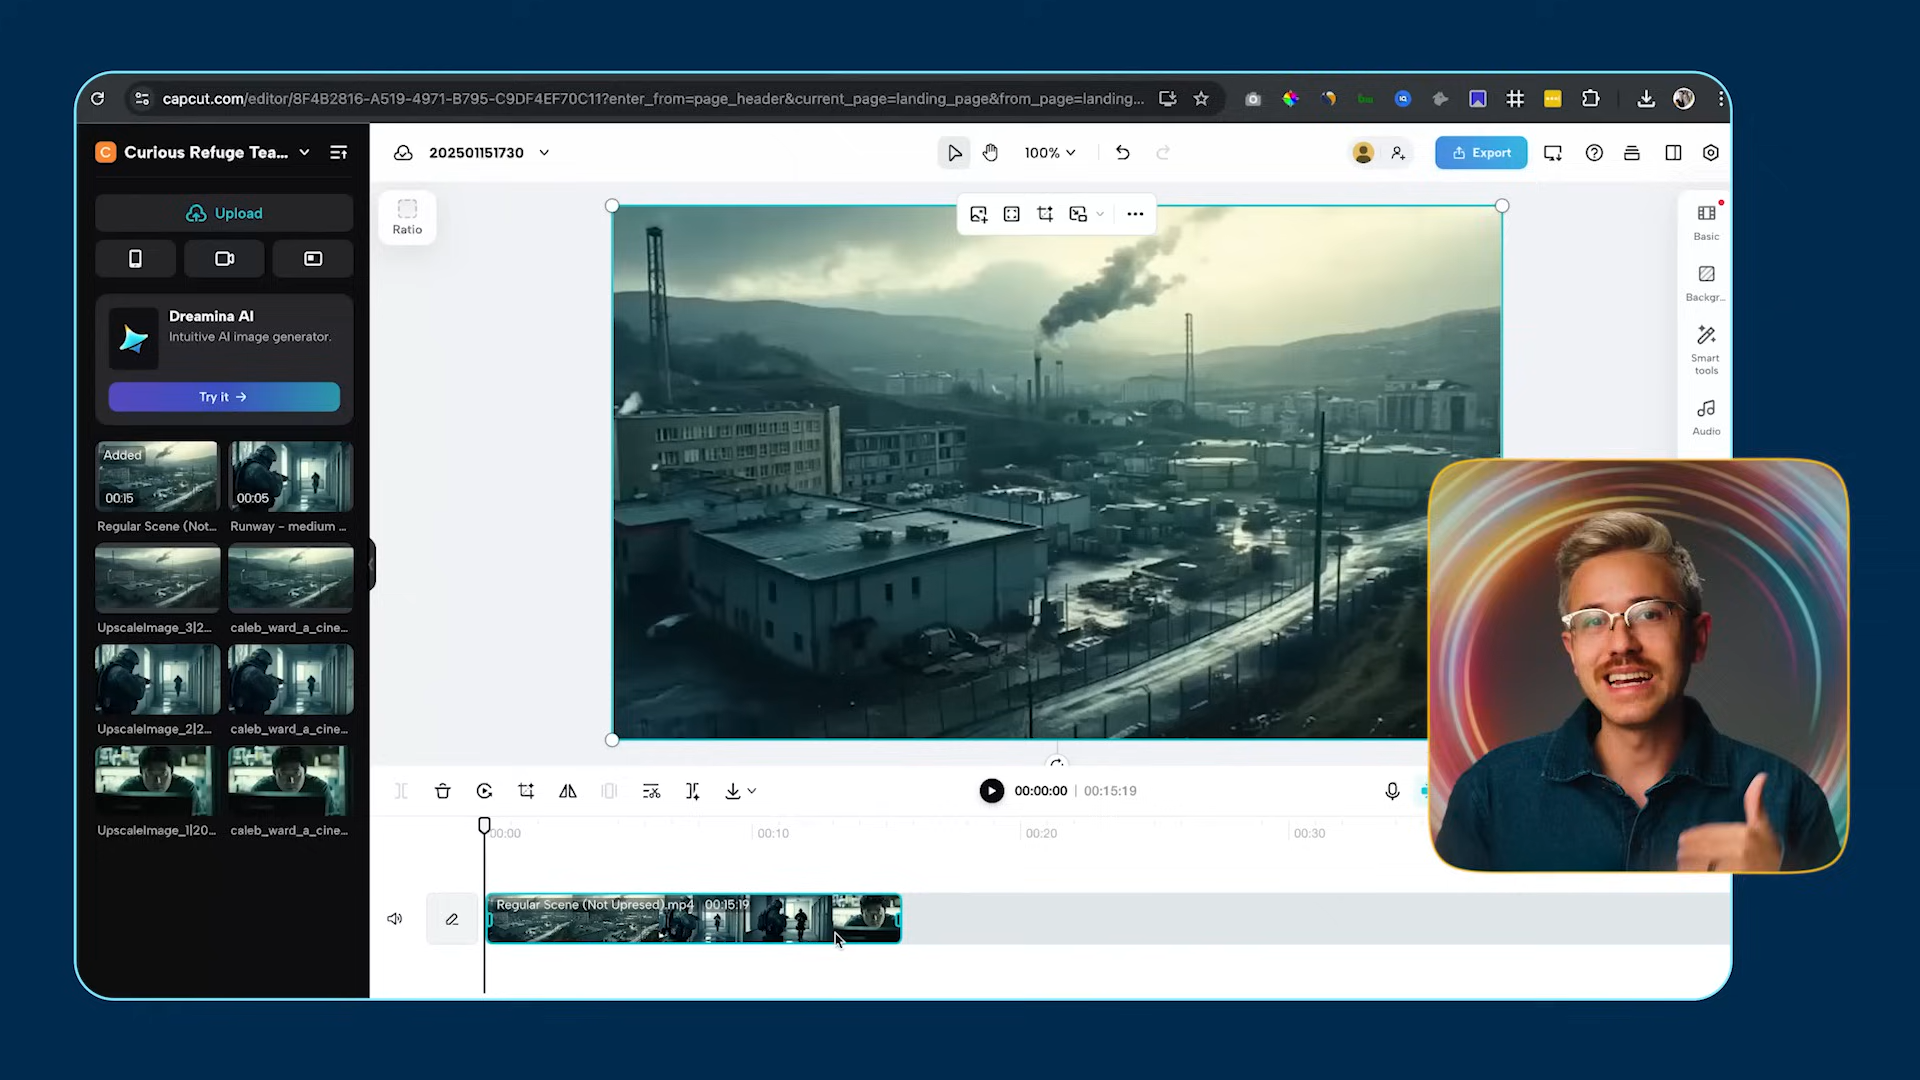 capcut.com/editor/8F4B2816-A519-4971-B795-C9DF4EF70C11?enter_from=page_header&current_page=landing_page&from_page=landing...
Curious Refuge Tea...
202501151730
100%
Export
Upload
Ratio
Basic
Backgr...
Smart
tools
Audio
Dreamina AI
Intuitive AI image generator.
Try it →
Added
00:15
00:05
Regular Scene (Not...
Runway - medium ...
UpscaleImage_3|2...
caleb_ward_a_cine...
UpscaleImage_2|2...
caleb_ward_a_cine...
UpscaleImage_1|20...
caleb_ward_a_cine...
00:00:00 | 00:15:19
00:00
00:10
00:20
00:30
Regular Scene (Not Upresed).mp4 00:15:19